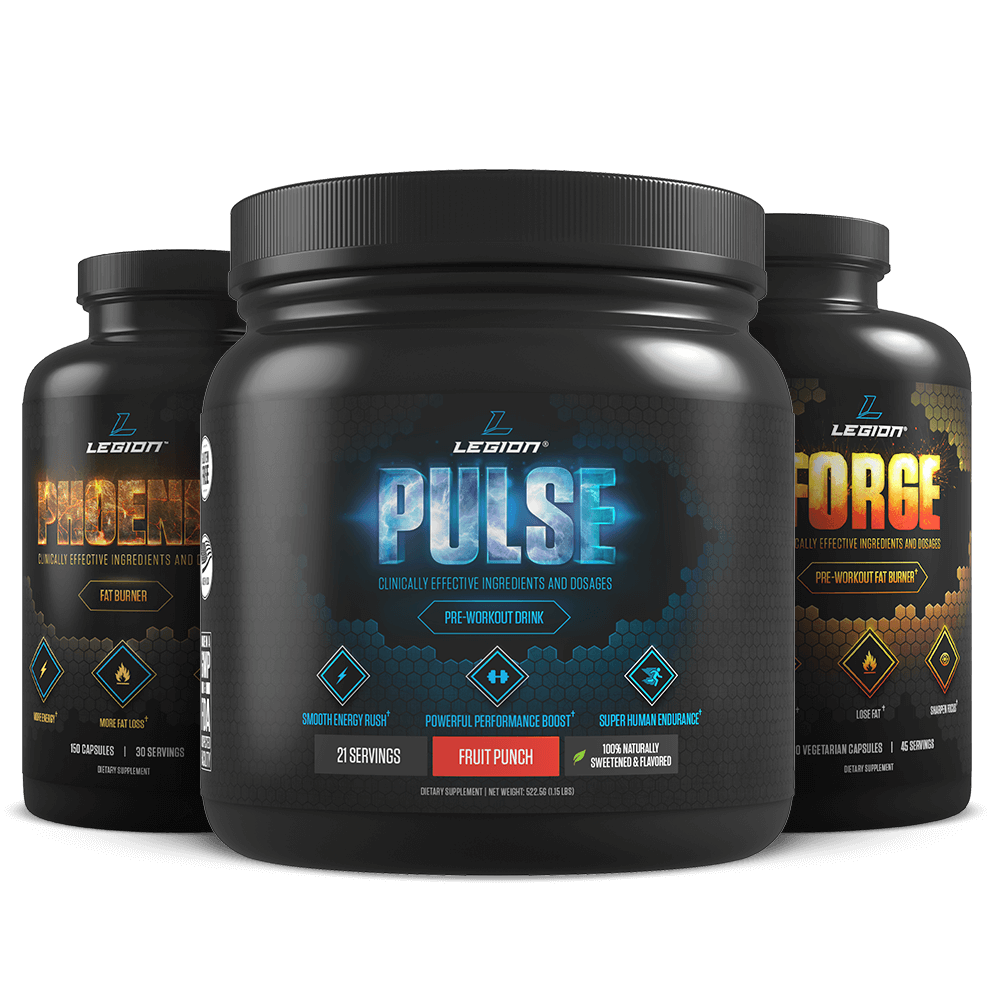 LEGION™
PHOEN
CLINICALLY EFFECTIVE INGREDIENTS AND
FAT BURNER
MORE ENERGY†
MORE FAT LOSS†
150 CAPSULES | 30 SERVINGS
DIETARY SUPPLEMENT
LEGION®
PULSE
CLINICALLY EFFECTIVE INGREDIENTS AND DOSAGES
PRE-WORKOUT DRINK
SMOOTH ENERGY RUSH†
POWERFUL PERFORMANCE BOOST†
SUPER HUMAN ENDURANCE†
21 SERVINGS
FRUIT PUNCH
100% NATURALLY
SWEETENED & FLAVORED
DIETARY SUPPLEMENT | NET WEIGHT: 522.5G (1.15 LBS)
LEGION®
FORGE
CALLY EFFECTIVE INGREDIENTS AND DOSAGES
PRE-WORKOUT FAT BURNER†
LOSE FAT†
SHARPEN FOCUS†
0 VEGETARIAN CAPSULES | 45 SERVINGS
DIETARY SUPPLEMENT